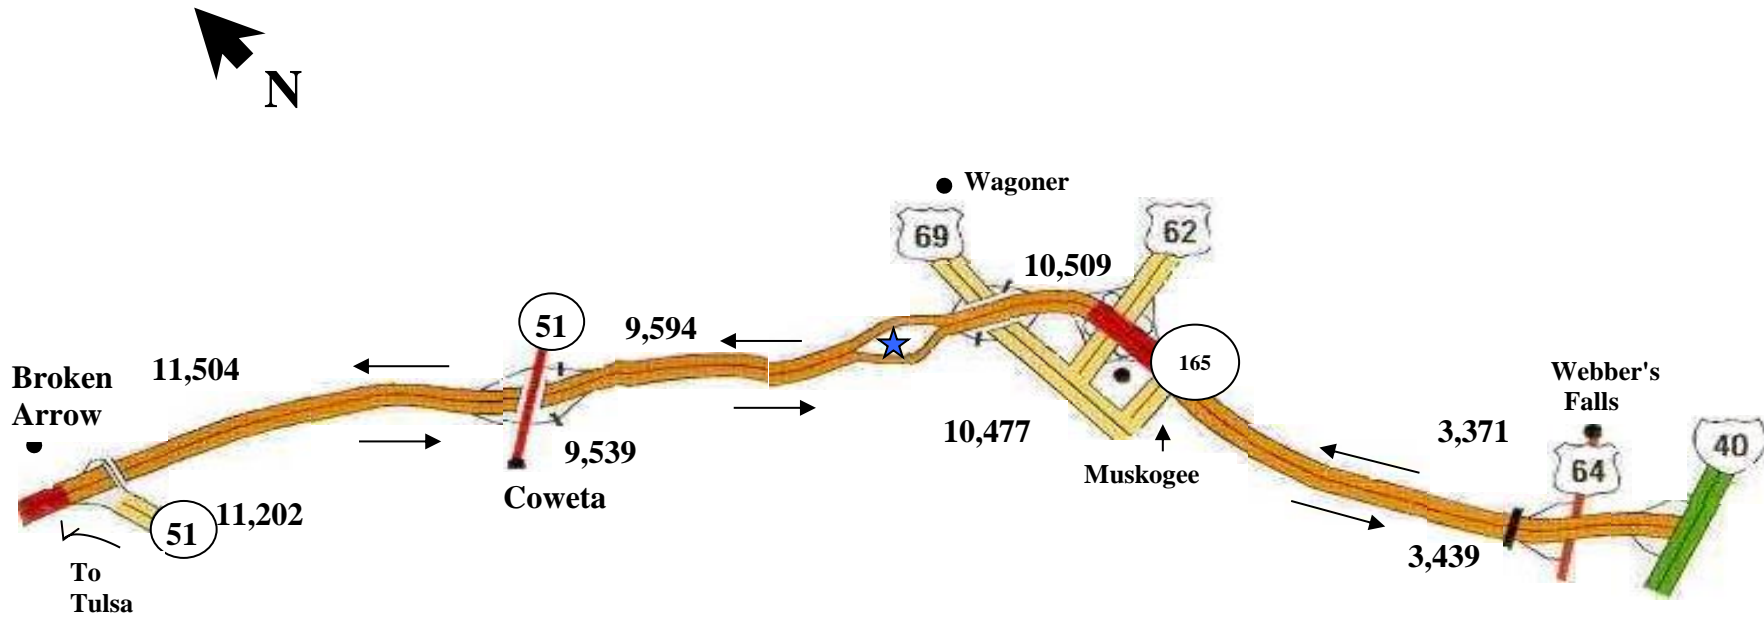 N
Wagoner
69
62
10,509
51
9,594
165
11,504
Broken
Arrow
Webber's
Falls
10,477
3,371
40
9,539
Muskogee
64
Coweta
11,202
51
3,439
To
Tulsa